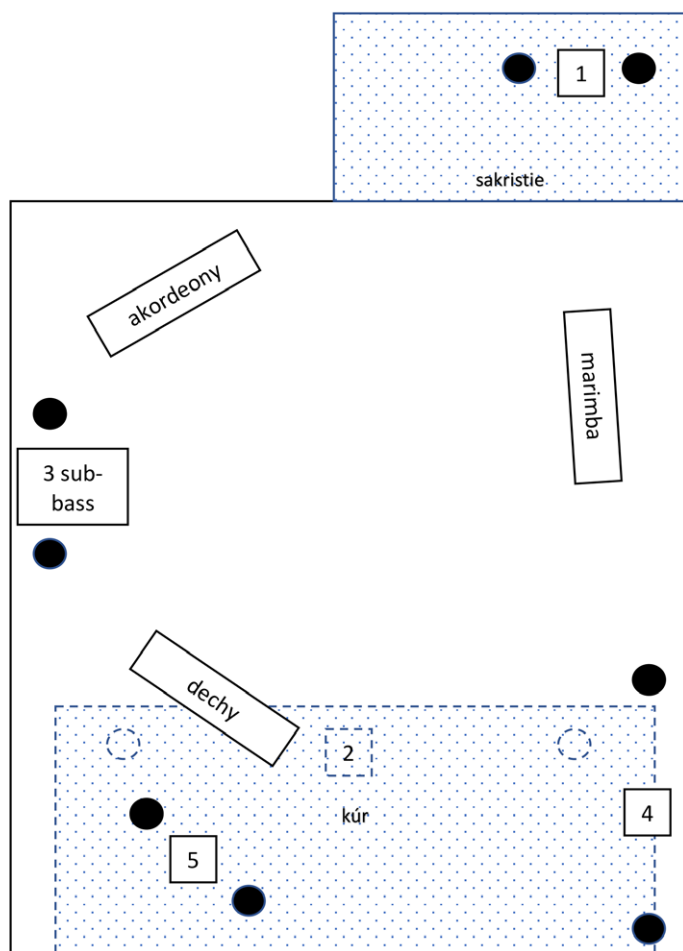 1
sakristie
akordeony
marimba
3 sub-
bass
dechy
2
kúr
4
5